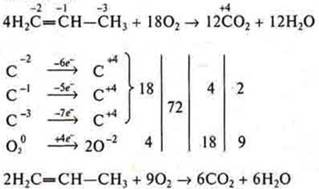 −2 −1 −3 +4
4H₂C=CH−CH₃ + 18O₂ → 12CO₂ + 12H₂O
C⁻² −6e⁻→ C⁺⁴
C⁻¹ −5e⁻→ C⁺⁴ } 18 | 72 | 4 | 2
C⁻³ −7e⁻→ C⁺⁴
O₂⁰ +4e⁻→ 2O⁻² 4 | | 18 | 9
2H₂C=CH−CH₃ + 9O₂ → 6CO₂ + 6H₂O